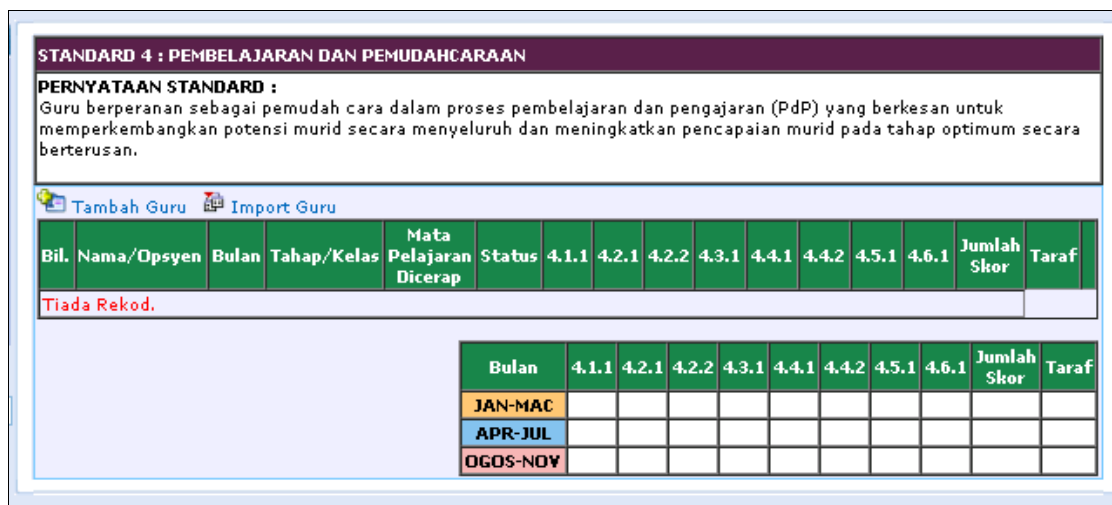 STANDARD 4 : PEMBELAJARAN DAN PEMUDAHCARAAN
PERNYATAAN STANDARD :
Guru berperanan sebagai pemudah cara dalam proses pembelajaran dan pengajaran (PdP) yang berkesan untuk
memperkembangkan potensi murid secara menyeluruh dan meningkatkan pencapaian murid pada tahap optimum secara
berterusan.
Tambah Guru Import Guru
Bil. Nama/Opsyen Bulan Tahap/Kelas Mata Pelajaran Dicerap Status 4.1.1 4.2.1 4.2.2 4.3.1 4.4.1 4.4.2 4.5.1 4.6.1 Jumlah Skor Taraf
Tiada Rekod.
Bulan 4.1.1 4.2.1 4.2.2 4.3.1 4.4.1 4.4.2 4.5.1 4.6.1 Jumlah Skor Taraf
JAN-MAC
APR-JUL
OGOS-NOV